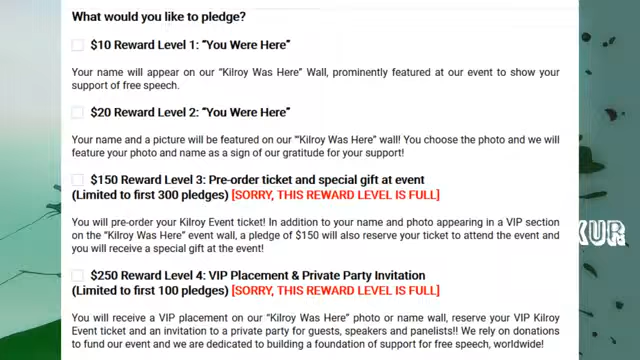 What would you like to pledge?
$10 Reward Level 1: “You Were Here”
Your name will appear on our “Kilroy Was Here” Wall, prominently featured at our event to show your
support of free speech.
$20 Reward Level 2: “You Were Here”
Your name and a picture will be featured on our "“Kilroy Was Here” wall! You choose the photo and we will
feature your photo and name as a sign of our gratitude for your support!
$150 Reward Level 3: Pre-order ticket and special gift at event
(Limited to first 300 pledges) [SORRY, THIS REWARD LEVEL IS FULL]
You will pre-order your Kilroy Event ticket! In addition to your name and photo appearing in a VIP section
on the “Kilroy Was Here” event wall, a pledge of $150 will also reserve your ticket to attend the event and
you will receive a special gift at the event!
$250 Reward Level 4: VIP Placement & Private Party Invitation
(Limited to first 100 pledges) [SORRY, THIS REWARD LEVEL IS FULL]
You will receive a VIP placement on our “Kilroy Was Here” photo or name wall, reserve your VIP Kilroy
Event ticket and an invitation to a private party for guests, speakers and panelists!! We rely on donations
to fund our event and we are dedicated to building a foundation of support for free speech, worldwide!
KUR